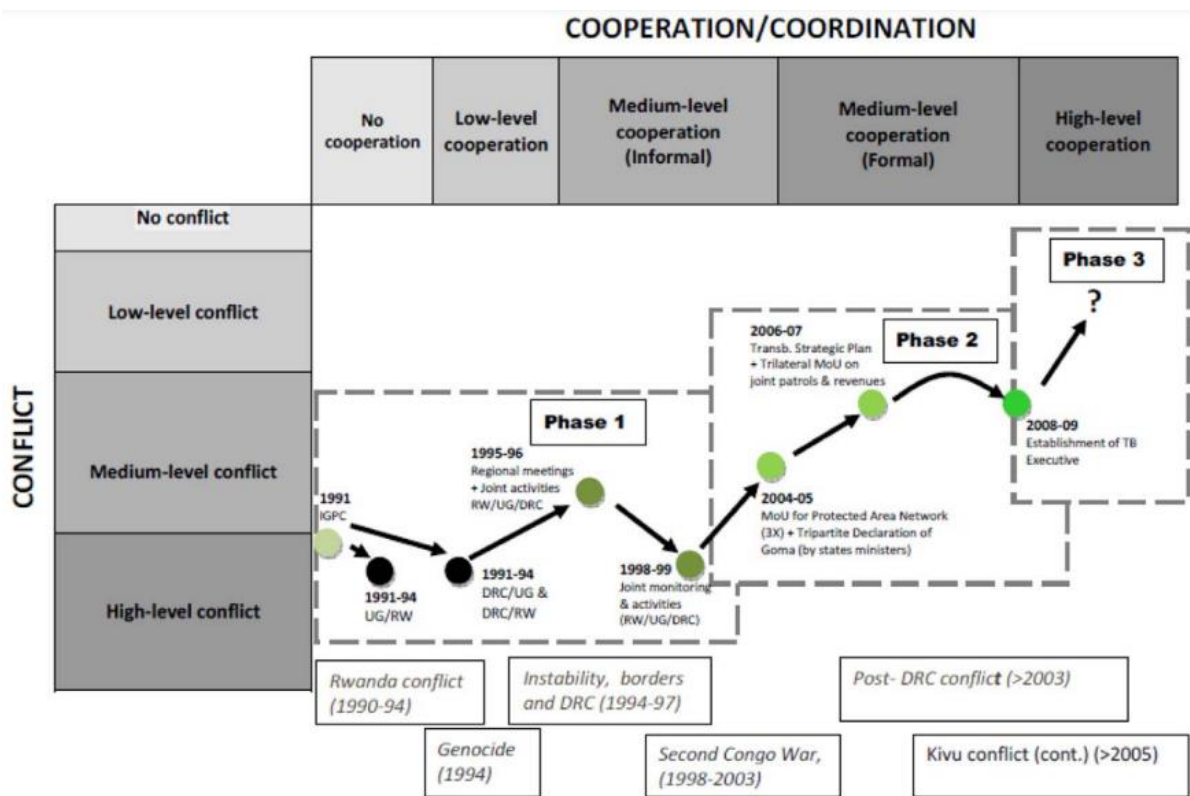 COOPERATION/COORDINATION
No
cooperation
Low-level
cooperation
Medium-level
cooperation
(Informal)
Medium-level
cooperation
(Formal)
High-level
cooperation
CONFLICT
No conflict
Low-level conflict
Medium-level conflict
High-level conflict
Phase 1
1991
IGPC
1991-94
UG/RW
1991-94
DRC/UG &
DRC/RW
1995-96
Regional meetings
+ Joint activities
RW/UG/DRC
1998-99
Joint monitoring
& activities
(RW/UG/DRC)
Phase 2
2004-05
MoU for Protected Area Network
(3X) + Tripartite Declaration of
Goma (by states ministers)
2006-07
Transb. Strategic Plan
+ Trilateral MoU on
joint patrols & revenues
Phase 3
?
2008-09
Establishment of TB
Executive
Rwanda conflict
(1990-94)
Genocide
(1994)
Instability, borders
and DRC (1994-97)
Second Congo War,
(1998-2003)
Post- DRC conflict (>2003)
Kivu conflict (cont.) (>2005)